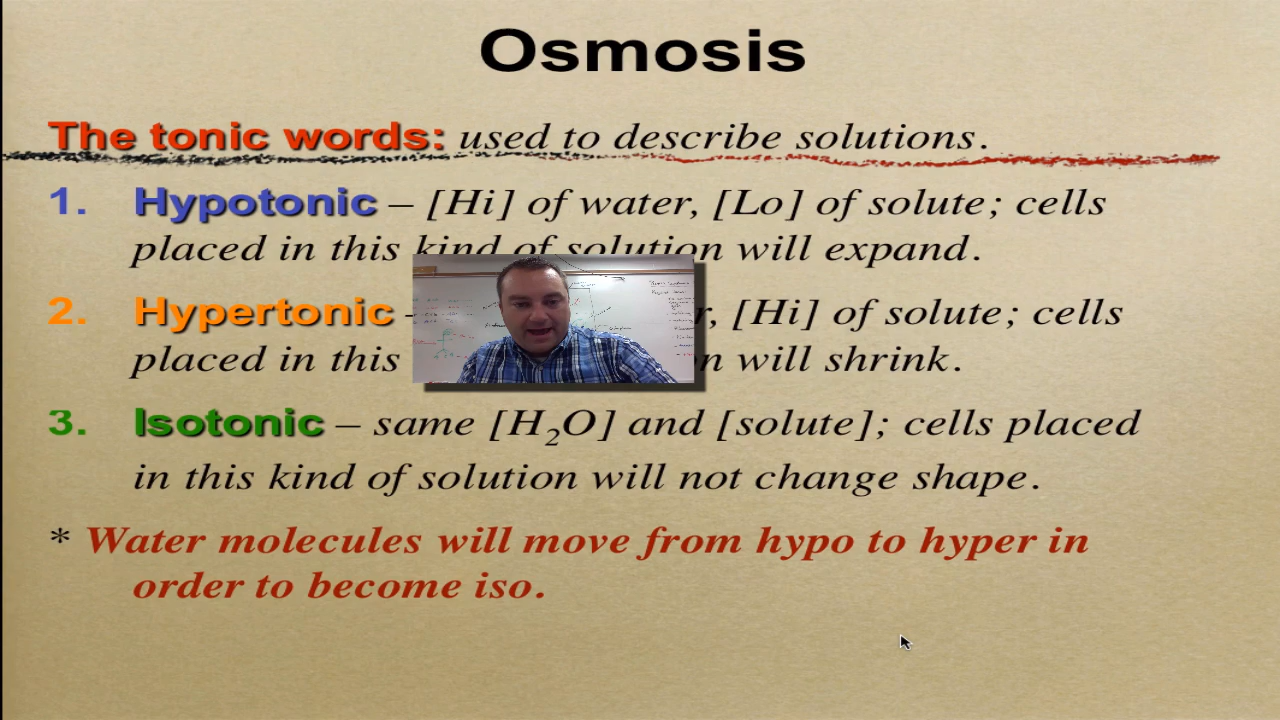 Osmosis
The tonic words: used to describe solutions.
1. Hypotonic – [Hi] of water, [Lo] of solute; cells
placed in this kind of solution will expand.
2. Hypertonic - [Hi] of solute; cells
placed in this will shrink.
3. Isotonic – same [H₂O] and [solute]; cells placed
in this kind of solution will not change shape.
* Water molecules will move from hypo to hyper in
order to become iso.